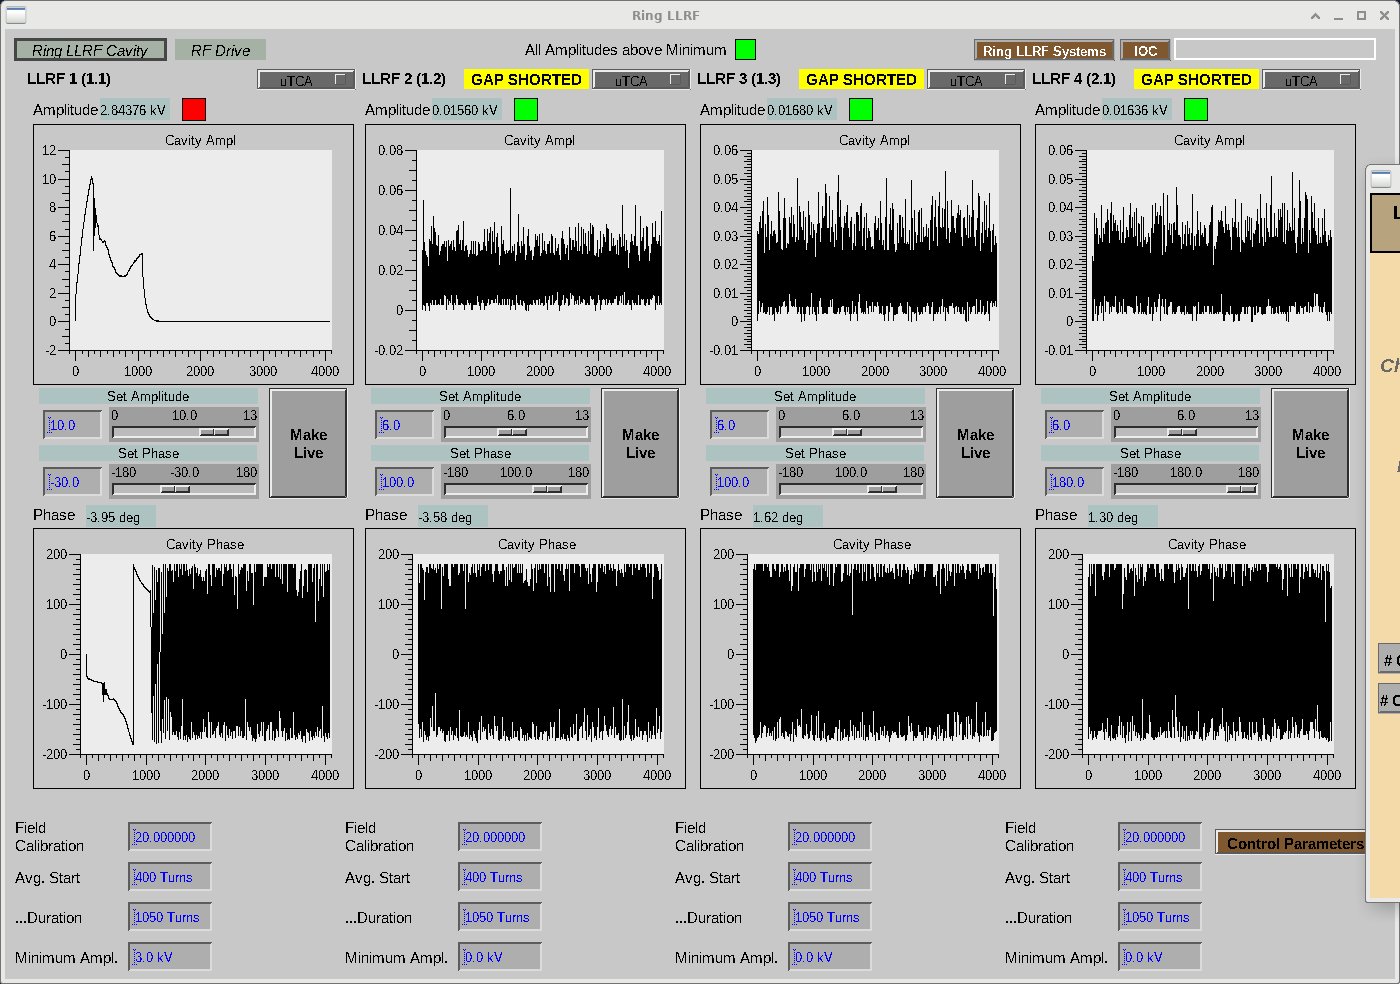 Ring LLRF
Ring LLRF Cavity
RF Drive
All Amplitudes above Minimum
Ring LLRF Systems
IOC
LLRF 1 (1.1)
uTCA
LLRF 2 (1.2)
GAP SHORTED
uTCA
LLRF 3 (1.3)
GAP SHORTED
uTCA
LLRF 4 (2.1)
GAP SHORTED
uTCA
Amplitude 2.84376 kV
Amplitude 0.01560 kV
Amplitude 0.01680 kV
Amplitude 0.01636 kV
Cavity Ampl
12
10
8
6
4
2
0
-2
0 1000 2000 3000 4000
Cavity Ampl
0.08
0.06
0.04
0.02
0
-0.02
0 1000 2000 3000 4000
Cavity Ampl
0.06
0.05
0.04
0.03
0.02
0.01
0
-0.01
0 1000 2000 3000 4000
Cavity Ampl
0.06
0.05
0.04
0.03
0.02
0.01
0
-0.01
0 1000 2000 3000 4000
Set Amplitude
10.0
0 10.0 13
Set Phase
-30.0
-180 -30.0 180
Make
Live
Set Amplitude
6.0
0 6.0 13
Set Phase
100.0
-180 100.0 180
Make
Live
Set Amplitude
6.0
0 6.0 13
Set Phase
100.0
-180 100.0 180
Make
Live
Set Amplitude
6.0
0 6.0 13
Set Phase
180.0
-180 180.0 180
Make
Live
Phase -3.95 deg
Phase -3.58 deg
Phase 1.62 deg
Phase 1.30 deg
Cavity Phase
200
100
0
-100
-200
0 1000 2000 3000 4000
Cavity Phase
200
100
0
-100
-200
0 1000 2000 3000 4000
Cavity Phase
200
100
0
-100
-200
0 1000 2000 3000 4000
Cavity Phase
200
100
0
-100
-200
0 1000 2000 3000 4000
Field
Calibration
20.000000
Avg. Start
400 Turns
...Duration
1050 Turns
Minimum Ampl.
3.0 kV
Field
Calibration
20.000000
Avg. Start
400 Turns
...Duration
1050 Turns
Minimum Ampl.
0.0 kV
Field
Calibration
20.000000
Avg. Start
400 Turns
...Duration
1050 Turns
Minimum Ampl.
0.0 kV
Field
Calibration
20.000000
Avg. Start
400 Turns
...Duration
1050 Turns
Minimum Ampl.
0.0 kV
Control Parameters